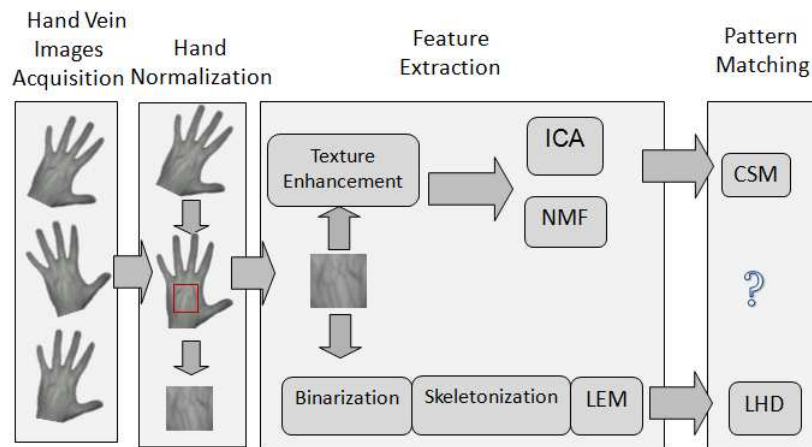 Hand Vein
Images
Acquisition
Hand
Normalization
Feature
Extraction
Pattern
Matching
Texture
Enhancement
ICA
NMF
CSM
?
Binarization
Skeletonization
LEM
LHD